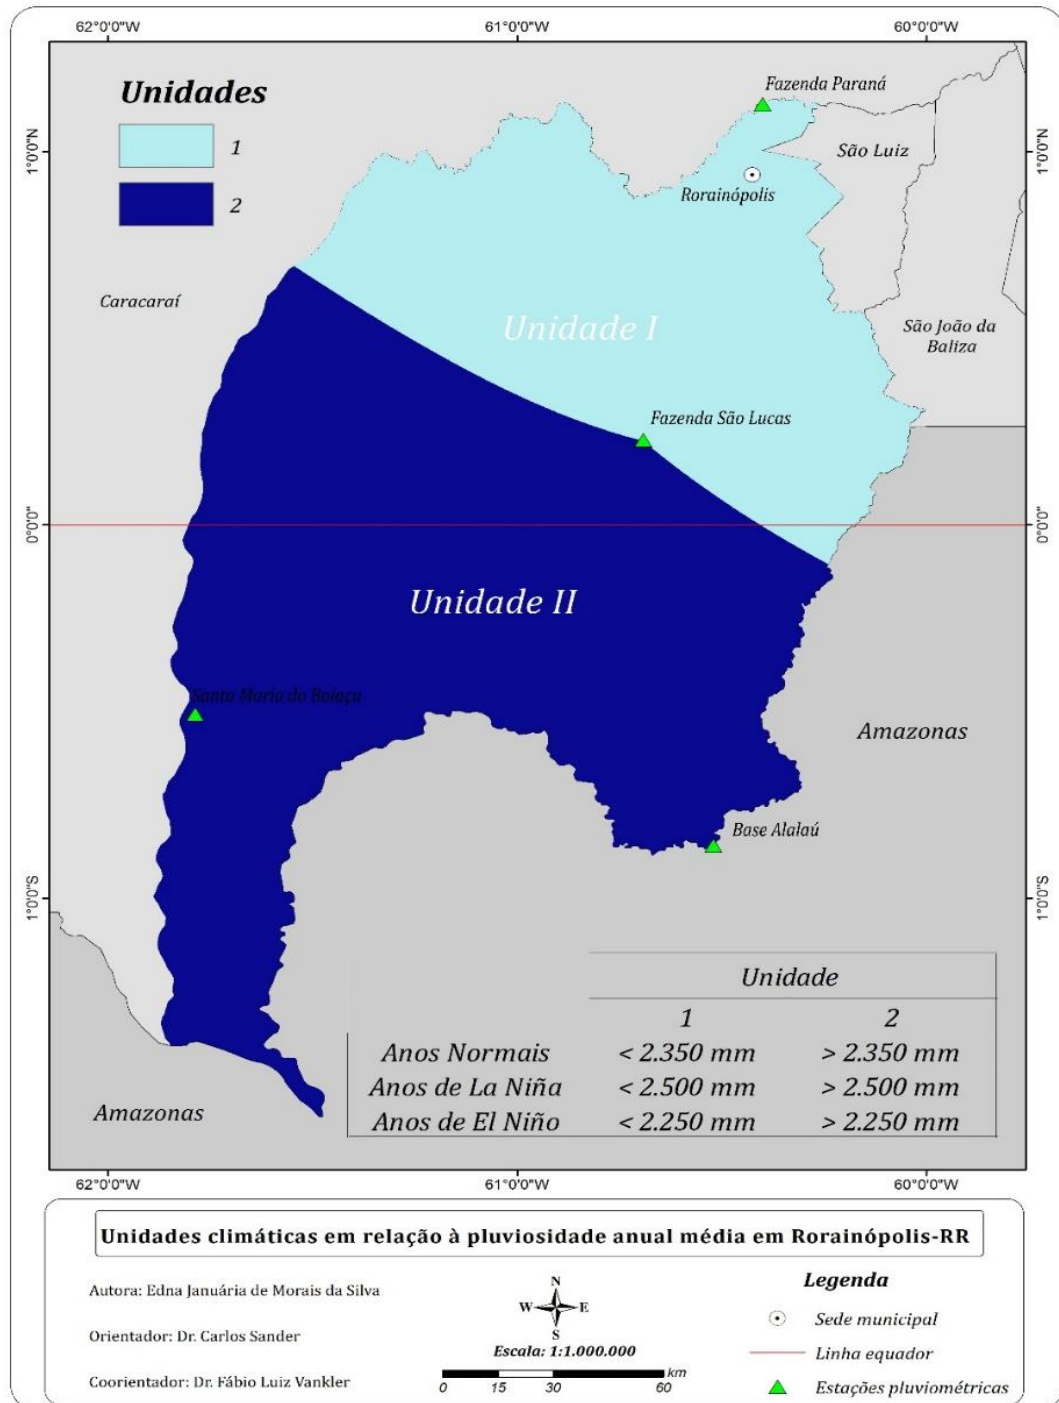 62°0'0"W
61°0'0"W
60°0'0"W
Unidades
1
2
Fazenda Paraná
1°0'0"N
1°0'0"N
São Luiz
Rorainópolis
Caracaraí
Unidade I
São João da
Baliza
Fazenda São Lucas
0°0'0"
0°0'0"
Unidade II
Santa Maria do Boiaçu
Amazonas
Base Alalaú
1°0'0"S
1°0'0"S
Unidade
1 2
Anos Normais < 2.350 mm > 2.350 mm
Anos de La Niña < 2.500 mm > 2.500 mm
Anos de El Niño < 2.250 mm > 2.250 mm
Amazonas
62°0'0"W
61°0'0"W
60°0'0"W
Unidades climáticas em relação à pluviosidade anual média em Rorainópolis-RR
Autora: Edna Januária de Morais da Silva
Orientador: Dr. Carlos Sander
Coorientador: Dr. Fábio Luiz Vankler
N
W E
S
Escala: 1:1.000.000
km
0 15 30 60
Legenda
Sede municipal
Linha equador
Estações pluviométricas